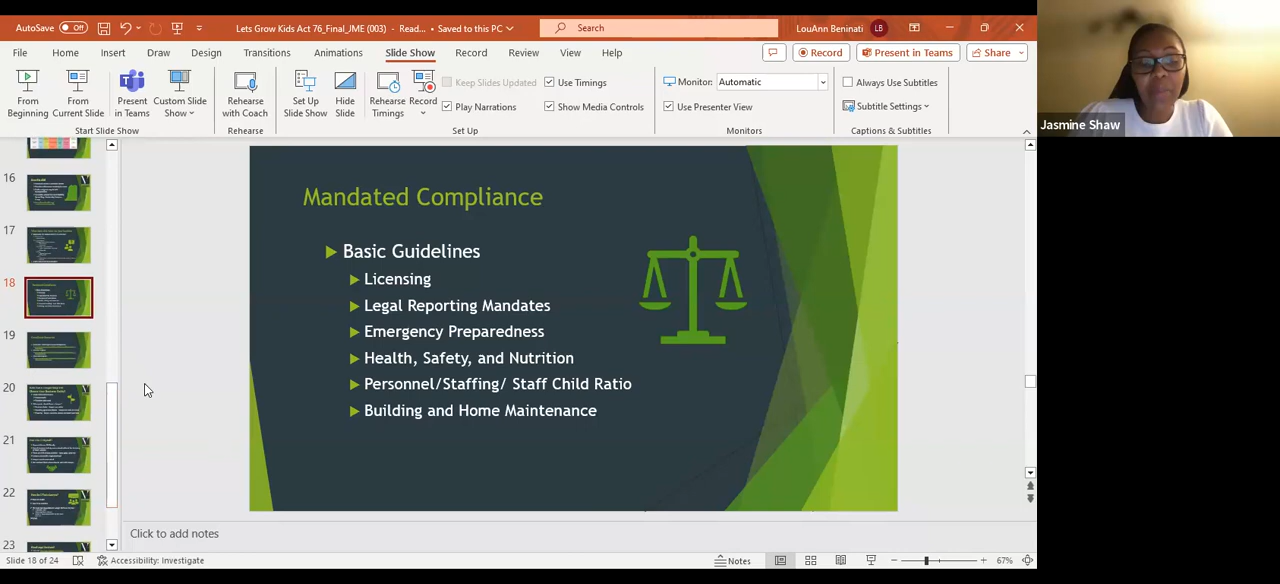 AutoSave Off Lets Grow Kids Act 76_Final_JME (003) - Read... • Saved to this PC Search LouAnn Beninati LB
File Home Insert Draw Design Transitions Animations Slide Show Record Review View Help Record Present in Teams Share
From Beginning
From Current Slide
Present in Teams
Custom Slide Show
Start Slide Show
Rehearse with Coach
Rehearse
Set Up Slide Show
Hide Slide
Rehearse Timings
Record
Keep Slides Updated
Play Narrations
Use Timings
Show Media Controls
Set Up
Monitor: Automatic
Use Presenter View
Monitors
Always Use Subtitles
Subtitle Settings
Captions & Subtitles
Jasmine Shaw
16
17
18
19
20
21
22
23
Mandated Compliance
Basic Guidelines
Licensing
Legal Reporting Mandates
Emergency Preparedness
Health, Safety, and Nutrition
Personnel/Staffing/ Staff Child Ratio
Building and Home Maintenance
Click to add notes
Slide 18 of 24 Accessibility: Investigate Notes 67%